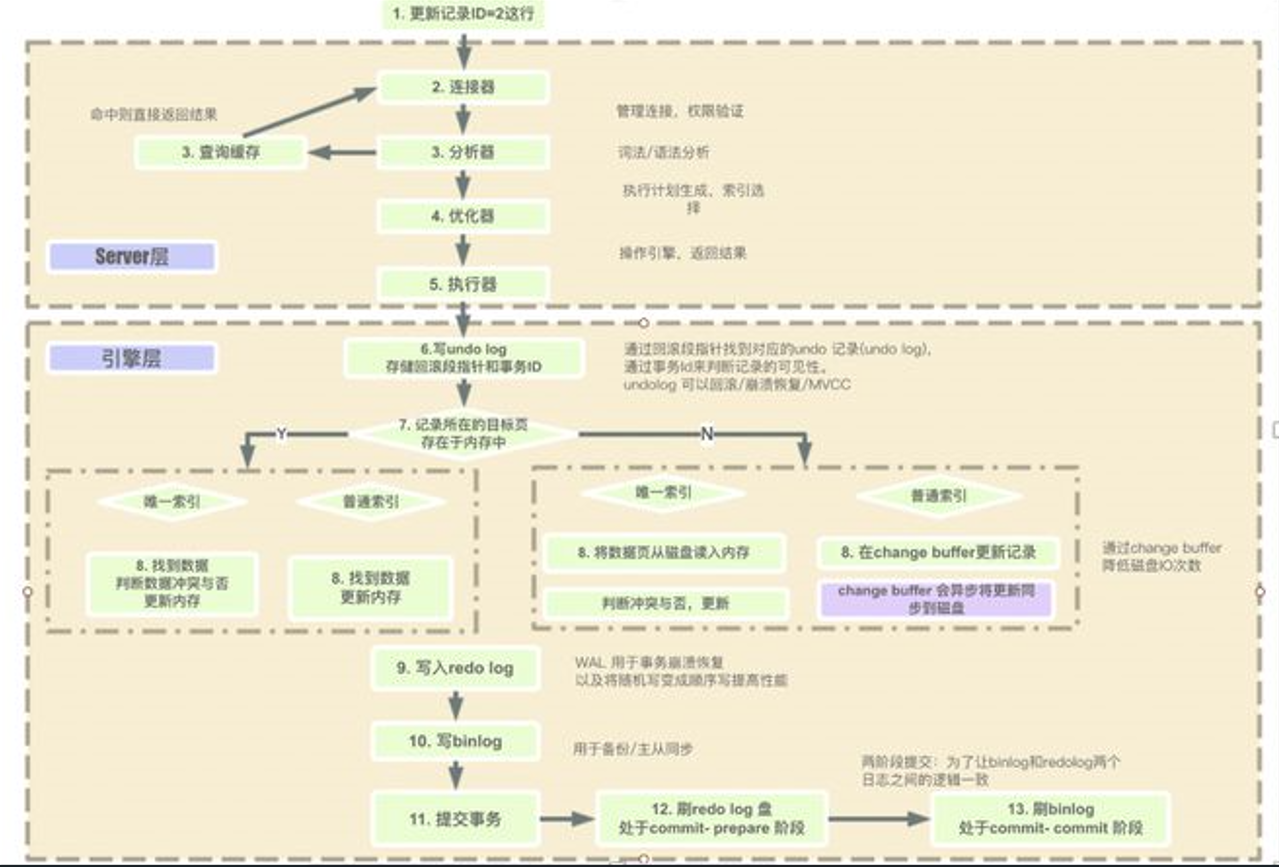 1. 更新记录ID=2这行
2. 连接器
命中则直接返回结果
管理连接，权限验证
3. 查询缓存
3. 分析器
词法/语法分析
执行计划生成、索引选
择
4. 优化器
Server层
操作引擎，返回结果
5. 执行器
引擎层
6.写undo log
存储回滚段指针和事务ID
通过回滚段指针找到对应的undo 记录(undo log),
通过事务Id来判断记录的可见性。
undolog 可以回滚/崩溃恢复/MVCC
7. 记录所在的目标页
存在于内存中
Y
N
唯一索引
普通索引
唯一索引
普通索引
8. 找到数据
判断数据冲突与否
更新内存
8. 找到数据
更新内存
8. 将数据页从磁盘读入内存
判断冲突与否，更新
8. 在change buffer更新记录
change buffer 会异步将更新同
步到磁盘
通过change buffer
降低磁盘IO次数
9. 写入redo log
WAL 用于事务崩溃恢复
以及将随机写变成顺序写提高性能
10. 写binlog
用于备份/主从同步
两阶段提交：为了让binlog和redolog两个
日志之间的逻辑一致
11. 提交事务
12. 刷redo log 盘
处于commit- prepare 阶段
13. 刷binlog
处于commit- commit 阶段